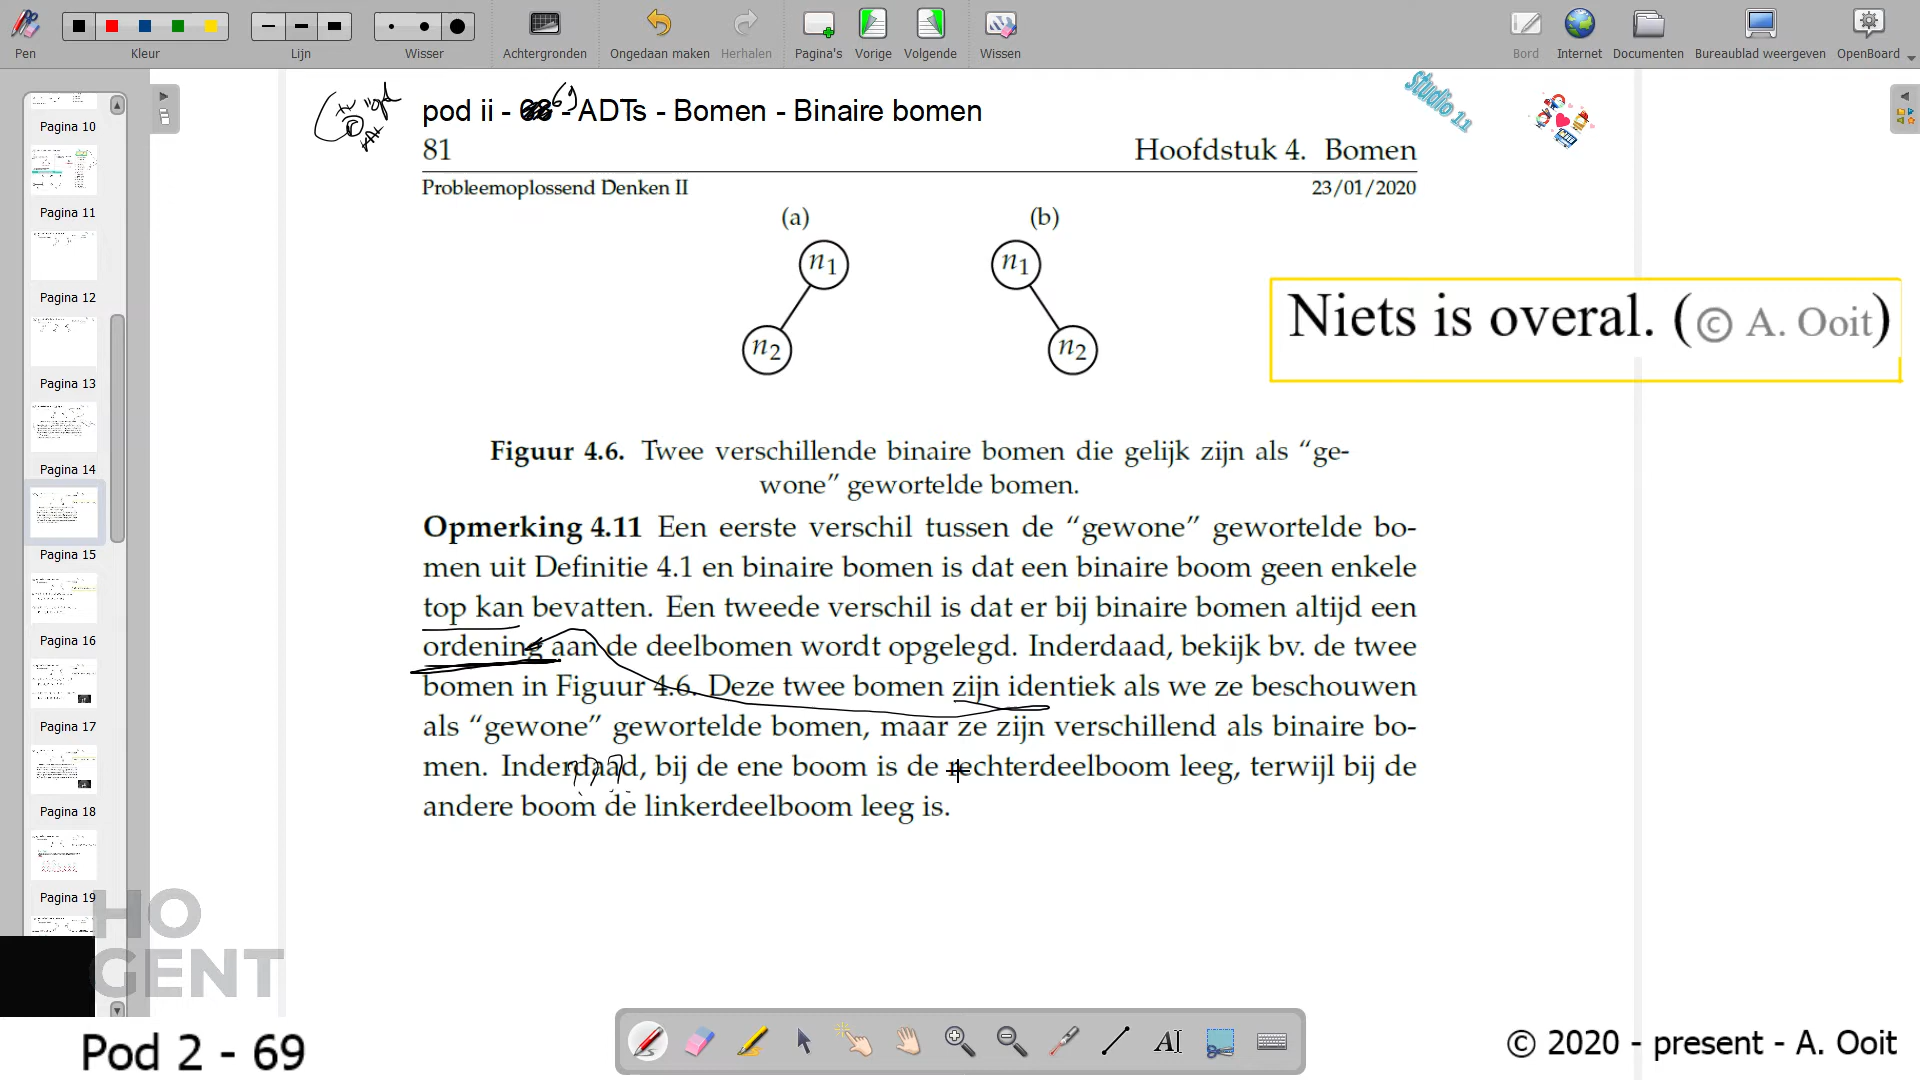 Pen
Kleur
Lijn
Wisser
Achtergronden
Ongedaan maken
Herhalen
Pagina's
Vorige
Volgende
Wissen
Bord
Internet
Documenten
Bureaublad weergeven
OpenBoard
Pagina 10
Pagina 11
Pagina 12
Pagina 13
Pagina 14
Pagina 15
Pagina 16
Pagina 17
Pagina 18
Pagina 19
pod ii - 69 - ADTs - Bomen - Binaire bomen
Studio 11
81 Hoofdstuk 4. Bomen
Probleemoplossend Denken II 23/01/2020
(a) (b)
n1 n1
n2 n2
Niets is overal. (© A. Ooit)
Figuur 4.6. Twee verschillende binaire bomen die gelijk zijn als “ge-
wone” gewortelde bomen.
Opmerking 4.11 Een eerste verschil tussen de “gewone” gewortelde bo-
men uit Definitie 4.1 en binaire bomen is dat een binaire boom geen enkele
top kan bevatten. Een tweede verschil is dat er bij binaire bomen altijd een
ordening aan de deelbomen wordt opgelegd. Inderdaad, bekijk bv. de twee
bomen in Figuur 4.6. Deze twee bomen zijn identiek als we ze beschouwen
als “gewone” gewortelde bomen, maar ze zijn verschillend als binaire bo-
men. Inderdaad, bij de ene boom is de rechterdeelboom leeg, terwijl bij de
andere boom de linkerdeelboom leeg is.
???
HO
GENT
Pod 2 - 69
© 2020 - present - A. Ooit